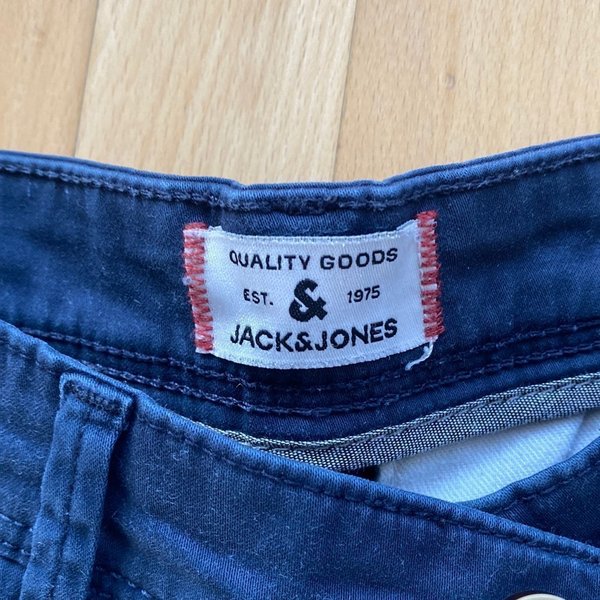 QUALITY GOODS
EST. & 1975
JACK&JONES